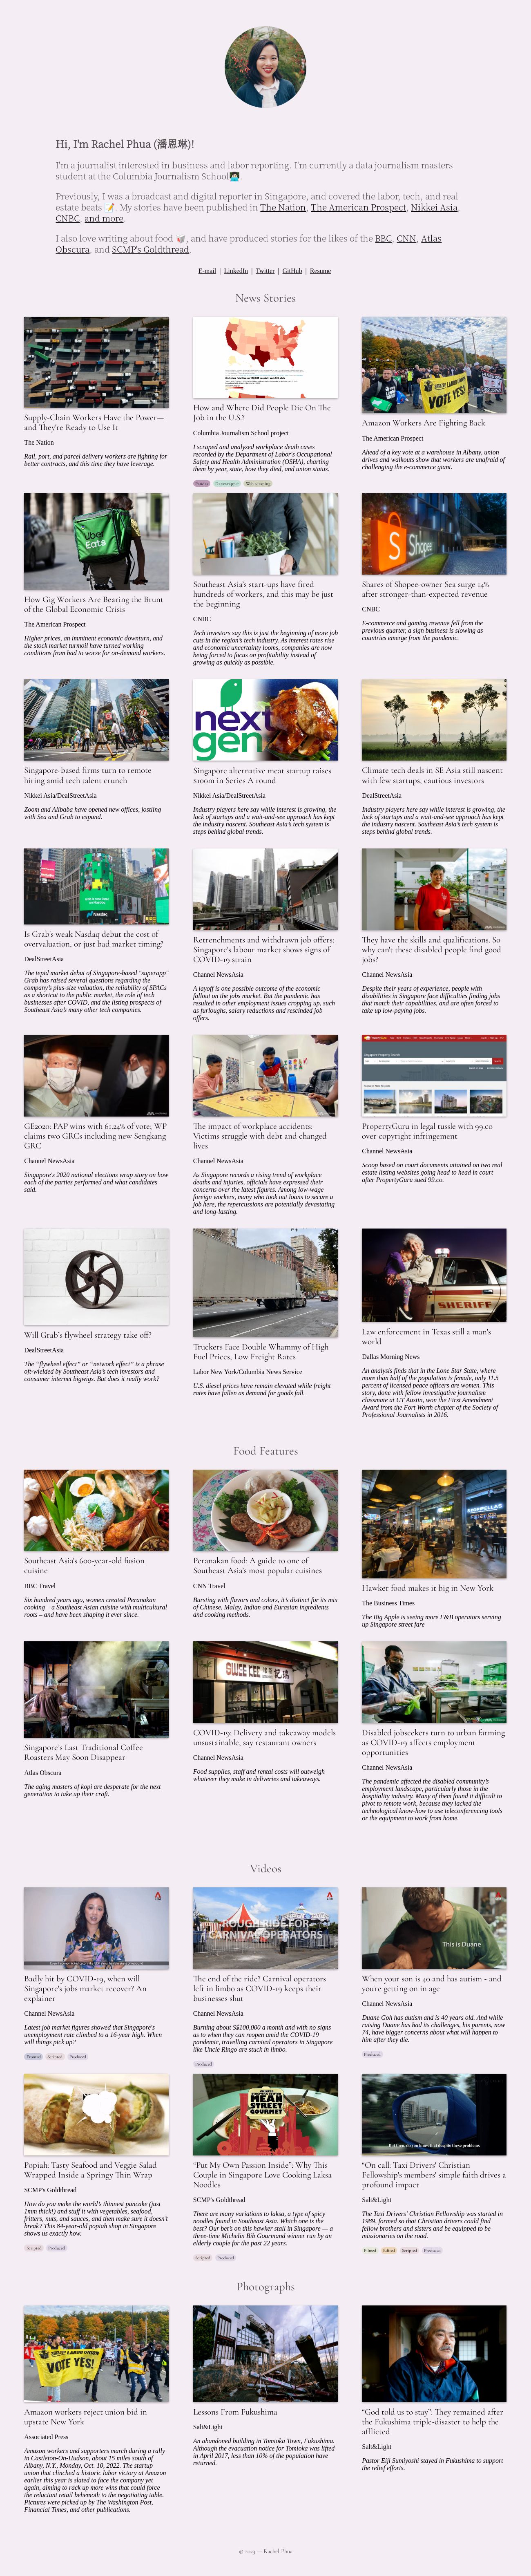 Hi, I'm Rachel Phua (潘恩琳)!
I'm a journalist interested in business and labor reporting. I'm currently a data journalism masters
student at the Columbia Journalism School👩🏻‍💻.
Previously, I was a broadcast and digital reporter in Singapore, and covered the labor, tech, and real
estate beats 📝. My stories have been published in The Nation, The American Prospect, Nikkei Asia,
CNBC, and more.
I also love writing about food 🥡, and have produced stories for the likes of the BBC, CNN, Atlas
Obscura, and SCMP's Goldthread.
E-mail | LinkedIn | Twitter | GitHub | Resume
News Stories
Supply-Chain Workers Have the Power—
and They're Ready to Use It
The Nation
Rail, port, and parcel delivery workers are fighting for
better contracts, and this time they have leverage.
How and Where Did People Die On The
Job in the U.S.?
Columbia Journalism School project
I scraped and analyzed workplace death cases
recorded by the Department of Labor's Occupational
Safety and Health Administration (OSHA), charting
them by year, state, how they died, and union status.
Pandas Datawrapper Web scraping
VOTE YES!
Amazon Workers Are Fighting Back
The American Prospect
Ahead of a key vote at a warehouse in Albany, union
drives and walkouts show that workers are unafraid of
challenging the e-commerce giant.
Uber
Eats
How Gig Workers Are Bearing the Brunt
of the Global Economic Crisis
The American Prospect
Higher prices, an imminent economic downturn, and
the stock market turmoil have turned working
conditions from bad to worse for on-demand workers.
Southeast Asia's start-ups have fired
hundreds of workers, and this may be just
the beginning
CNBC
Tech investors say this is just the beginning of more job
cuts in the region's tech industry. As interest rates rise
and economic uncertainty looms, companies are now
being forced to focus on profitability instead of
growing as quickly as possible.
Shopee
Shares of Shopee-owner Sea surge 14%
after stronger-than-expected revenue
CNBC
E-commerce and gaming revenue fell from the
previous quarter, a sign business is slowing as
countries emerge from the pandemic.
Singapore-based firms turn to remote
hiring amid tech talent crunch
Nikkei Asia/DealStreetAsia
Zoom and Alibaba have opened new offices, jostling
with Sea and Grab to expand.
next
gen
Singapore alternative meat startup raises
$100m in Series A round
Nikkei Asia/DealStreetAsia
Industry players here say while interest is growing, the
lack of startups and a wait-and-see approach has kept
the industry nascent. Southeast Asia's tech system is
steps behind global trends.
Climate tech deals in SE Asia still nascent
with few startups, cautious investors
DealStreetAsia
Industry players here say while interest is growing, the
lack of startups and a wait-and-see approach has kept
the industry nascent. Southeast Asia's tech system is
steps behind global trends.
Nasdaq
Is Grab's weak Nasdaq debut the cost of
overvaluation, or just bad market timing?
DealStreetAsia
The tepid market debut of Singapore-based "superapp"
Grab has raised several questions regarding the
company's plus-size valuation, the reliability of SPACs
as a shortcut to the public market, the role of tech
businesses after COVID, and the listing prospects of
Southeast Asia's many other tech companies.
Retrenchments and withdrawn job offers:
Singapore's labour market shows signs of
COVID-19 strain
Channel NewsAsia
A layoff is one possible outcome of the economic
fallout on the job markets. But the pandemic has
resulted in other employment issues cropping up, such
as furloughs, salary reductions and rescinded job
offers.
They have the skills and qualifications. So
why can't these disabled people find good
jobs?
Channel NewsAsia
Despite their years of experience, people with
disabilities in Singapore face difficulties finding jobs
that match their capabilities, and are often forced to
take up low-paying jobs.
GE2020: PAP wins with 61.24% of vote; WP
claims two GRCs including new Sengkang
GRC
Channel NewsAsia
Singapore's 2020 national elections wrap story on how
each of the parties performed and what candidates
said.
The impact of workplace accidents:
Victims struggle with debt and changed
lives
Channel NewsAsia
As Singapore records a rising trend of workplace
deaths and injuries, officials have expressed their
concerns over the latest figures. Among low-wage
foreign workers, many who took out loans to secure a
job here, the repercussions are potentially devastating
and long-lasting.
PropertyGuru in legal tussle with 99.co
over copyright infringement
Channel NewsAsia
Scoop based on court documents attained on two real
estate listing websites going head to head in court
after PropertyGuru sued 99.co.
Will Grab's flywheel strategy take off?
DealStreetAsia
The "flywheel effect" or "network effect" is a phrase
oft-wielded by Southeast Asia's tech investors and
consumer internet bigwigs. But does it really work?
Truckers Face Double Whammy of High
Fuel Prices, Low Freight Rates
Labor New York/Columbia News Service
U.S. diesel prices have remain elevated while freight
rates have fallen as demand for goods fall.
SHERIFF
Law enforcement in Texas still a man's
world
Dallas Morning News
An analysis finds that in the Lone Star State, where
more than half of the population is female, only 11.5
percent of licensed peace officers are women. This
story, done with fellow investigative journalism
classmate at UT Austin, won the First Amendment
Award from the Fort Worth chapter of the Society of
Professional Journalists in 2016.
Food Features
Southeast Asia's 600-year-old fusion
cuisine
BBC Travel
Six hundred years ago, women created Peranakan
cooking – a Southeast Asian cuisine with multicultural
roots – and have been shaping it ever since.
Peranakan food: A guide to one of
Southeast Asia's most popular cuisines
CNN Travel
Bursting with flavors and colors, it's distinct for its mix
of Chinese, Malay, Indian and Eurasian ingredients
and cooking methods.
Hawker food makes it big in New York
The Business Times
The Big Apple is seeing more F&B operators serving
up Singapore street fare
Singapore's Last Traditional Coffee
Roasters May Soon Disappear
Atlas Obscura
The aging masters of kopi are desperate for the next
generation to take up their craft.
COVID-19: Delivery and takeaway models
unsustainable, say restaurant owners
Channel NewsAsia
Food supplies, staff and rental costs will outweigh
whatever they make in deliveries and takeaways.
Disabled jobseekers turn to urban farming
as COVID-19 affects employment
opportunities
Channel NewsAsia
The pandemic affected the disabled community's
employment landscape, particularly those in the
hospitality industry. Many of them found it difficult to
pivot to remote work, because they lacked the
technological know-how to use teleconferencing tools
or the equipment to work from home.
Videos
Badly hit by COVID-19, when will
Singapore's jobs market recover? An
explainer
Channel NewsAsia
Latest job market figures showed that Singapore's
unemployment rate climbed to a 16-year high. When
will things pick up?
Scripted Produced
ROUGH RIDE FOR
CARNIVAL OPERATORS
The end of the ride? Carnival operators
left in limbo as COVID-19 keeps their
businesses shut
Channel NewsAsia
Burning about S$100,000 a month and with no signs
as to when they can reopen amid the COVID-19
pandemic, travelling carnival operators in Singapore
like Uncle Ringo are stuck in limbo.
Produced
This is Duane
When your son is 40 and has autism - and
you're getting on in age
Channel NewsAsia
Duane Goh has autism and is 40 years old. And while
raising Duane has had its challenges, his parents, now
74, have bigger concerns about what will happen to
him after they die.
Produced
Popiah: Tasty Seafood and Veggie Salad
Wrapped Inside a Springy Thin Wrap
SCMP's Goldthread
How do you make the world's thinnest pancake (just
1mm thick!) and stuff it with vegetables, seafood,
fritters, nuts, and sauces, and then make sure it doesn't
break? This 84-year-old popiah shop in Singapore
shows us exactly how.
Scripted Produced
MEAN
STREET
GOURMET
"Put My Own Passion Inside": Why This
Couple in Singapore Love Cooking Laksa
Noodles
SCMP's Goldthread
There are many variations to laksa, a type of spicy
noodles found in Southeast Asia. Which one is the
best? Our bet's on this hawker stall in Singapore — a
three-time Michelin Bib Gourmand winner run by an
elderly couple for the past 22 years.
Scripted Produced
"On call: Taxi Drivers' Christian
Fellowship's members' simple faith drives a
profound impact
Salt&Light
The Taxi Drivers' Christian Fellowship was started in
1989, formed so that Christian drivers could find
fellow brothers and sisters and be equipped to be
missionaries on the road.
Filmed Edited Scripted Produced
Photographs
VOTE YES!
Amazon workers reject union bid in
upstate New York
Associated Press
Amazon workers and supporters march during a rally
in Castleton-On-Hudson, about 15 miles south of
Albany, N.Y., Monday, Oct. 10, 2022. The startup
union that clinched a historic labor victory at Amazon
earlier this year is slated to face the company yet
again, aiming to rack up more wins that could force
the reluctant retail behemoth to the negotiating table.
Pictures were picked up by The Washington Post,
Financial Times, and other publications.
Lessons From Fukushima
Salt&Light
An abandoned building in Tomioka Town, Fukushima.
Although the evacuation notice for Tomioka was lifted
in April 2017, less than 10% of the population have
returned.
"God told us to stay": They remained after
the Fukushima triple-disaster to help the
afflicted
Salt&Light
Pastor Eiji Sumiyoshi stayed in Fukushima to support
the relief efforts.